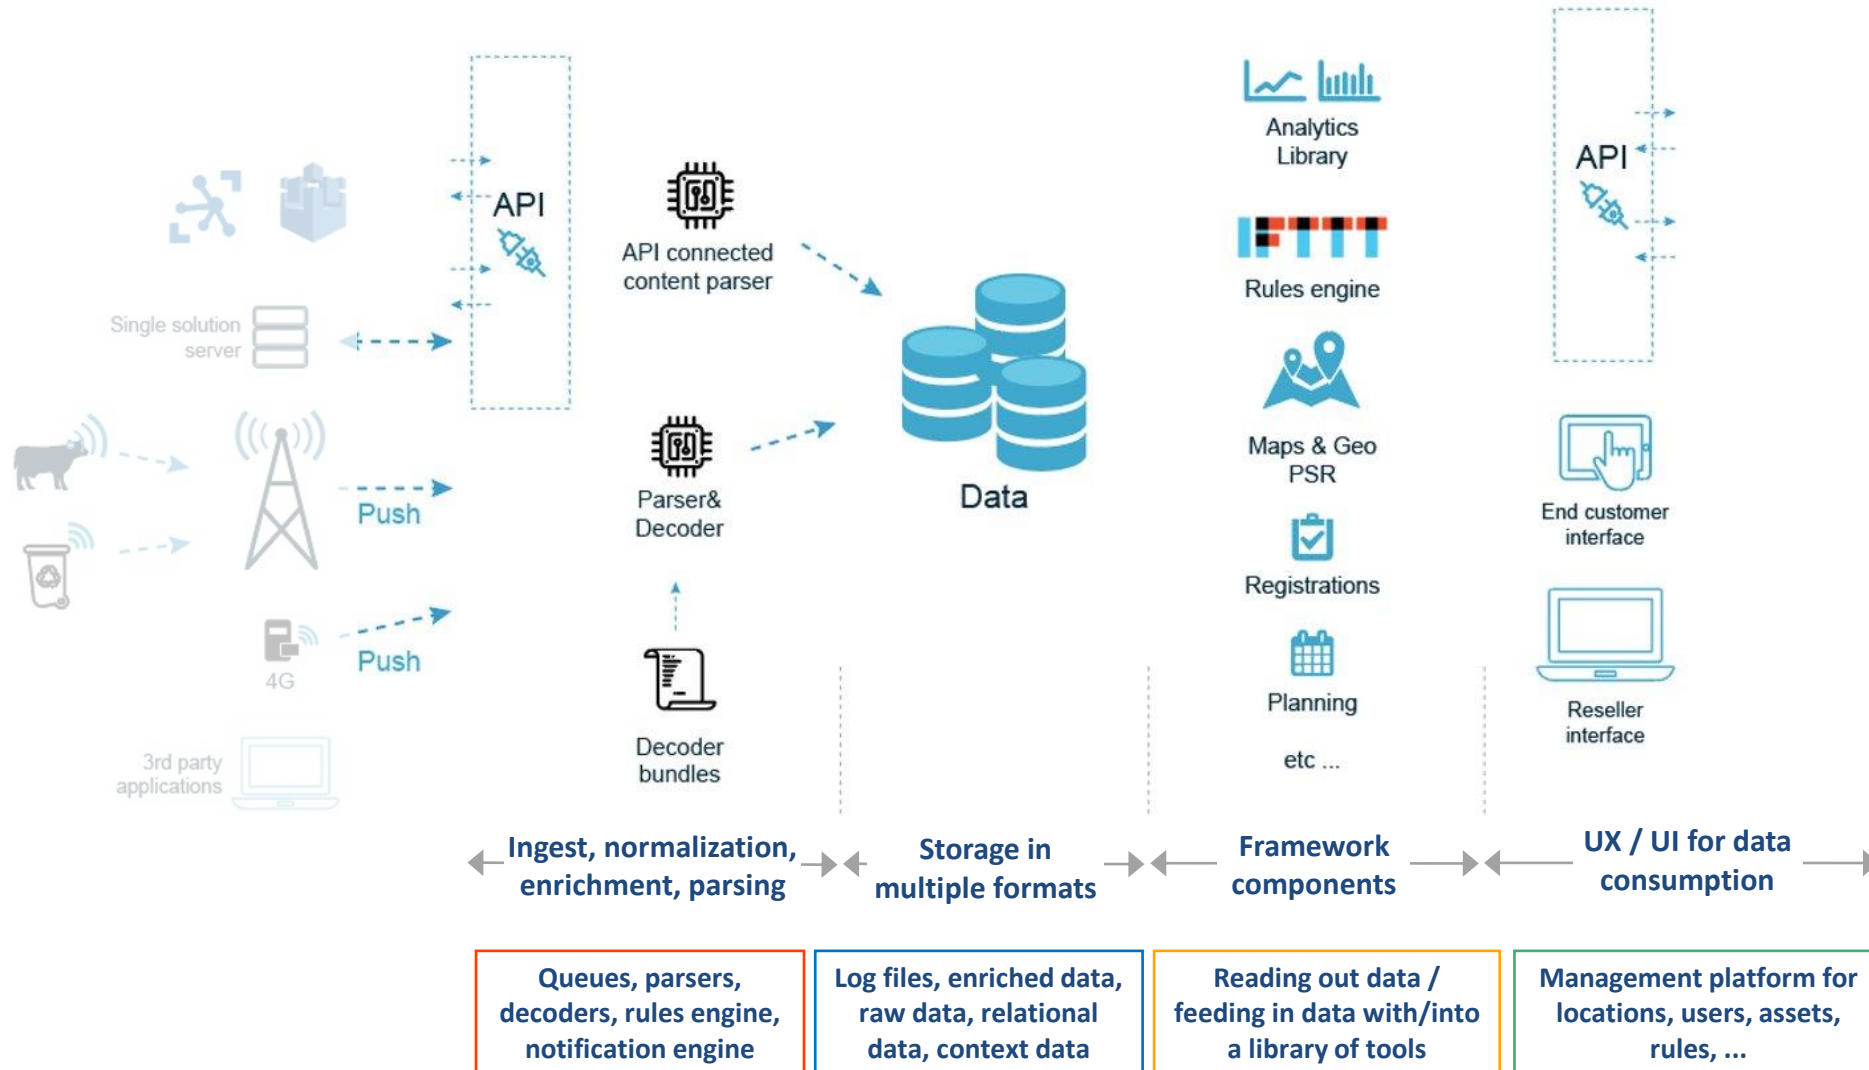 API
Single solution
server
Push
Push
4G
3rd party
applications
API connected
content parser
Parser&
Decoder
Decoder
bundles
Data
Analytics
Library
IFTTT
Rules engine
Maps & Geo
PSR
Registrations
Planning
etc ...
API
End customer
interface
Reseller
interface
Ingest, normalization,
enrichment, parsing
Storage in
multiple formats
Framework
components
UX / UI for data
consumption
Queues, parsers,
decoders, rules engine,
notification engine
Log files, enriched data,
raw data, relational
data, context data
Reading out data /
feeding in data with/into
a library of tools
Management platform for
locations, users, assets,
rules, ...